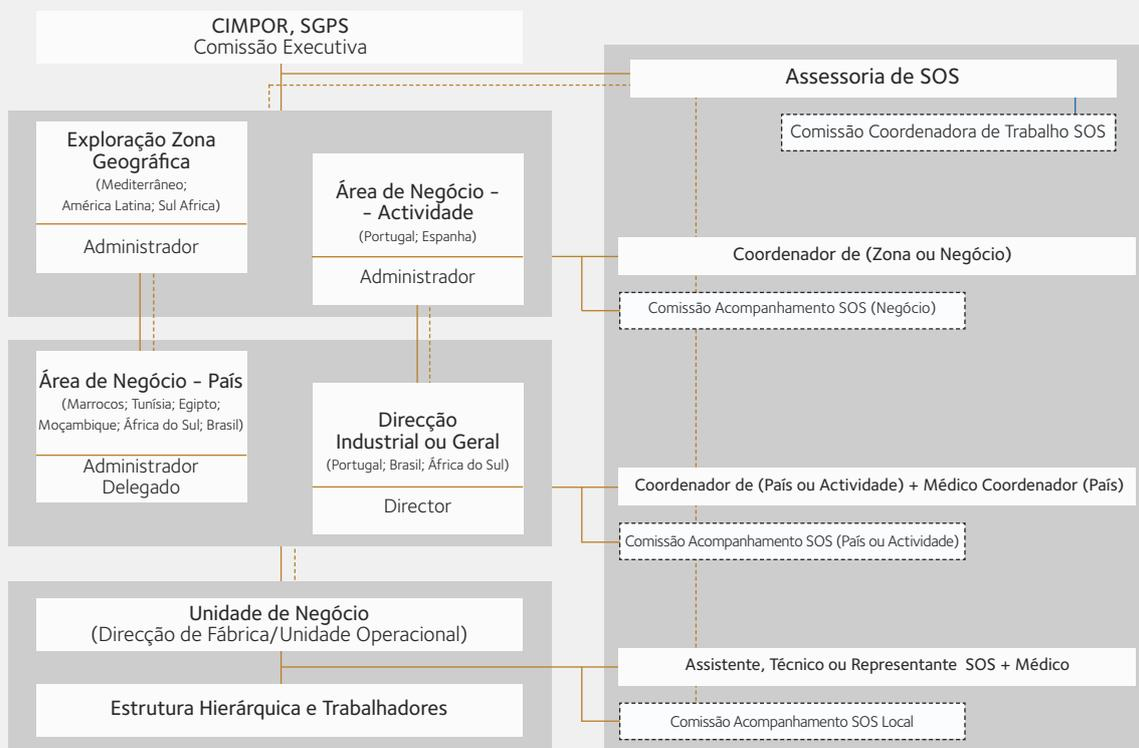 CIMPOR, SGPS
Comissão Executiva
Assessoria de SOS
Comissão Coordenadora de Trabalho SOS
Exploração Zona
Geográfica
(Mediterrâneo;
América Latina; Sul Africa)
Administrador
Área de Negócio –
– Actividade
(Portugal; Espanha)
Administrador
Coordenador de (Zona ou Negócio)
Comissão Acompanhamento SOS (Negócio)
Área de Negócio – País
(Marrocos; Tunísia; Egipto;
Moçambique; África do Sul; Brasil)
Administrador
Delegado
Direcção
Industrial ou Geral
(Portugal; Brasil; África do Sul)
Director
Coordenador de (País ou Actividade) + Médico Coordenador (País)
Comissão Acompanhamento SOS (País ou Actividade)
Unidade de Negócio
(Direcção de Fábrica/Unidade Operacional)
Estrutura Hierárquica e Trabalhadores
Assistente, Técnico ou Representante SOS + Médico
Comissão Acompanhamento SOS Local